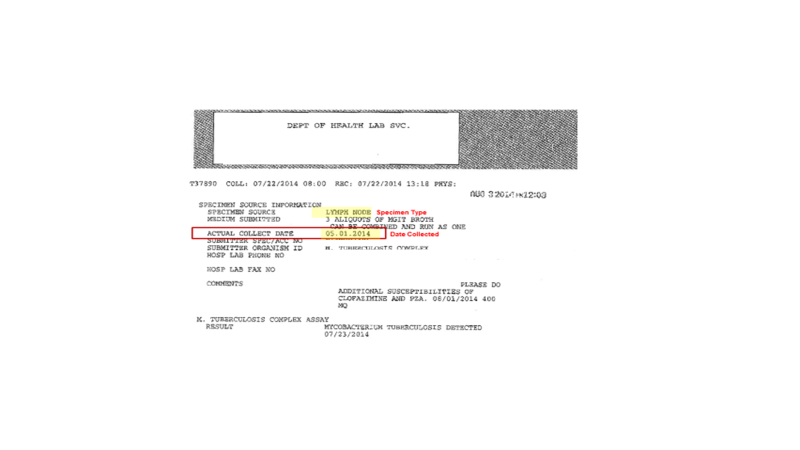 DEPT OF HEALTH LAB SVC.
T37890 COLL: 07/22/2014 08:00 REC: 07/22/2014 13:18 PHYS:
SPECIMEN SOURCE INFORMATION
SPECIMEN SOURCE LYMPH NODE Specimen Type
MEDIUM SUBMITTED 3 ALIQUOTS OF MGIT BROTH
CAN BE COMBINED AND RUN AS ONE
ACTUAL COLLECT DATE 05.01.2014 Date Collected
SUBMITTER SPEC/ACC NO
SUBMITTER ORGANISM ID M. TUBERCULOSIS COMPLEX
HOSP LAB PHONE NO
HOSP LAB FAX NO
COMMENTS PLEASE DO
ADDITIONAL SUSCEPTIBILITIES OF
CLOFAZIMINE AND PZA. 08/01/2014 400
MQ
M. TUBERCULOSIS COMPLEX ASSAY
RESULT MYCOBACTERIUM TUBERCULOSIS DETECTED
07/23/2014